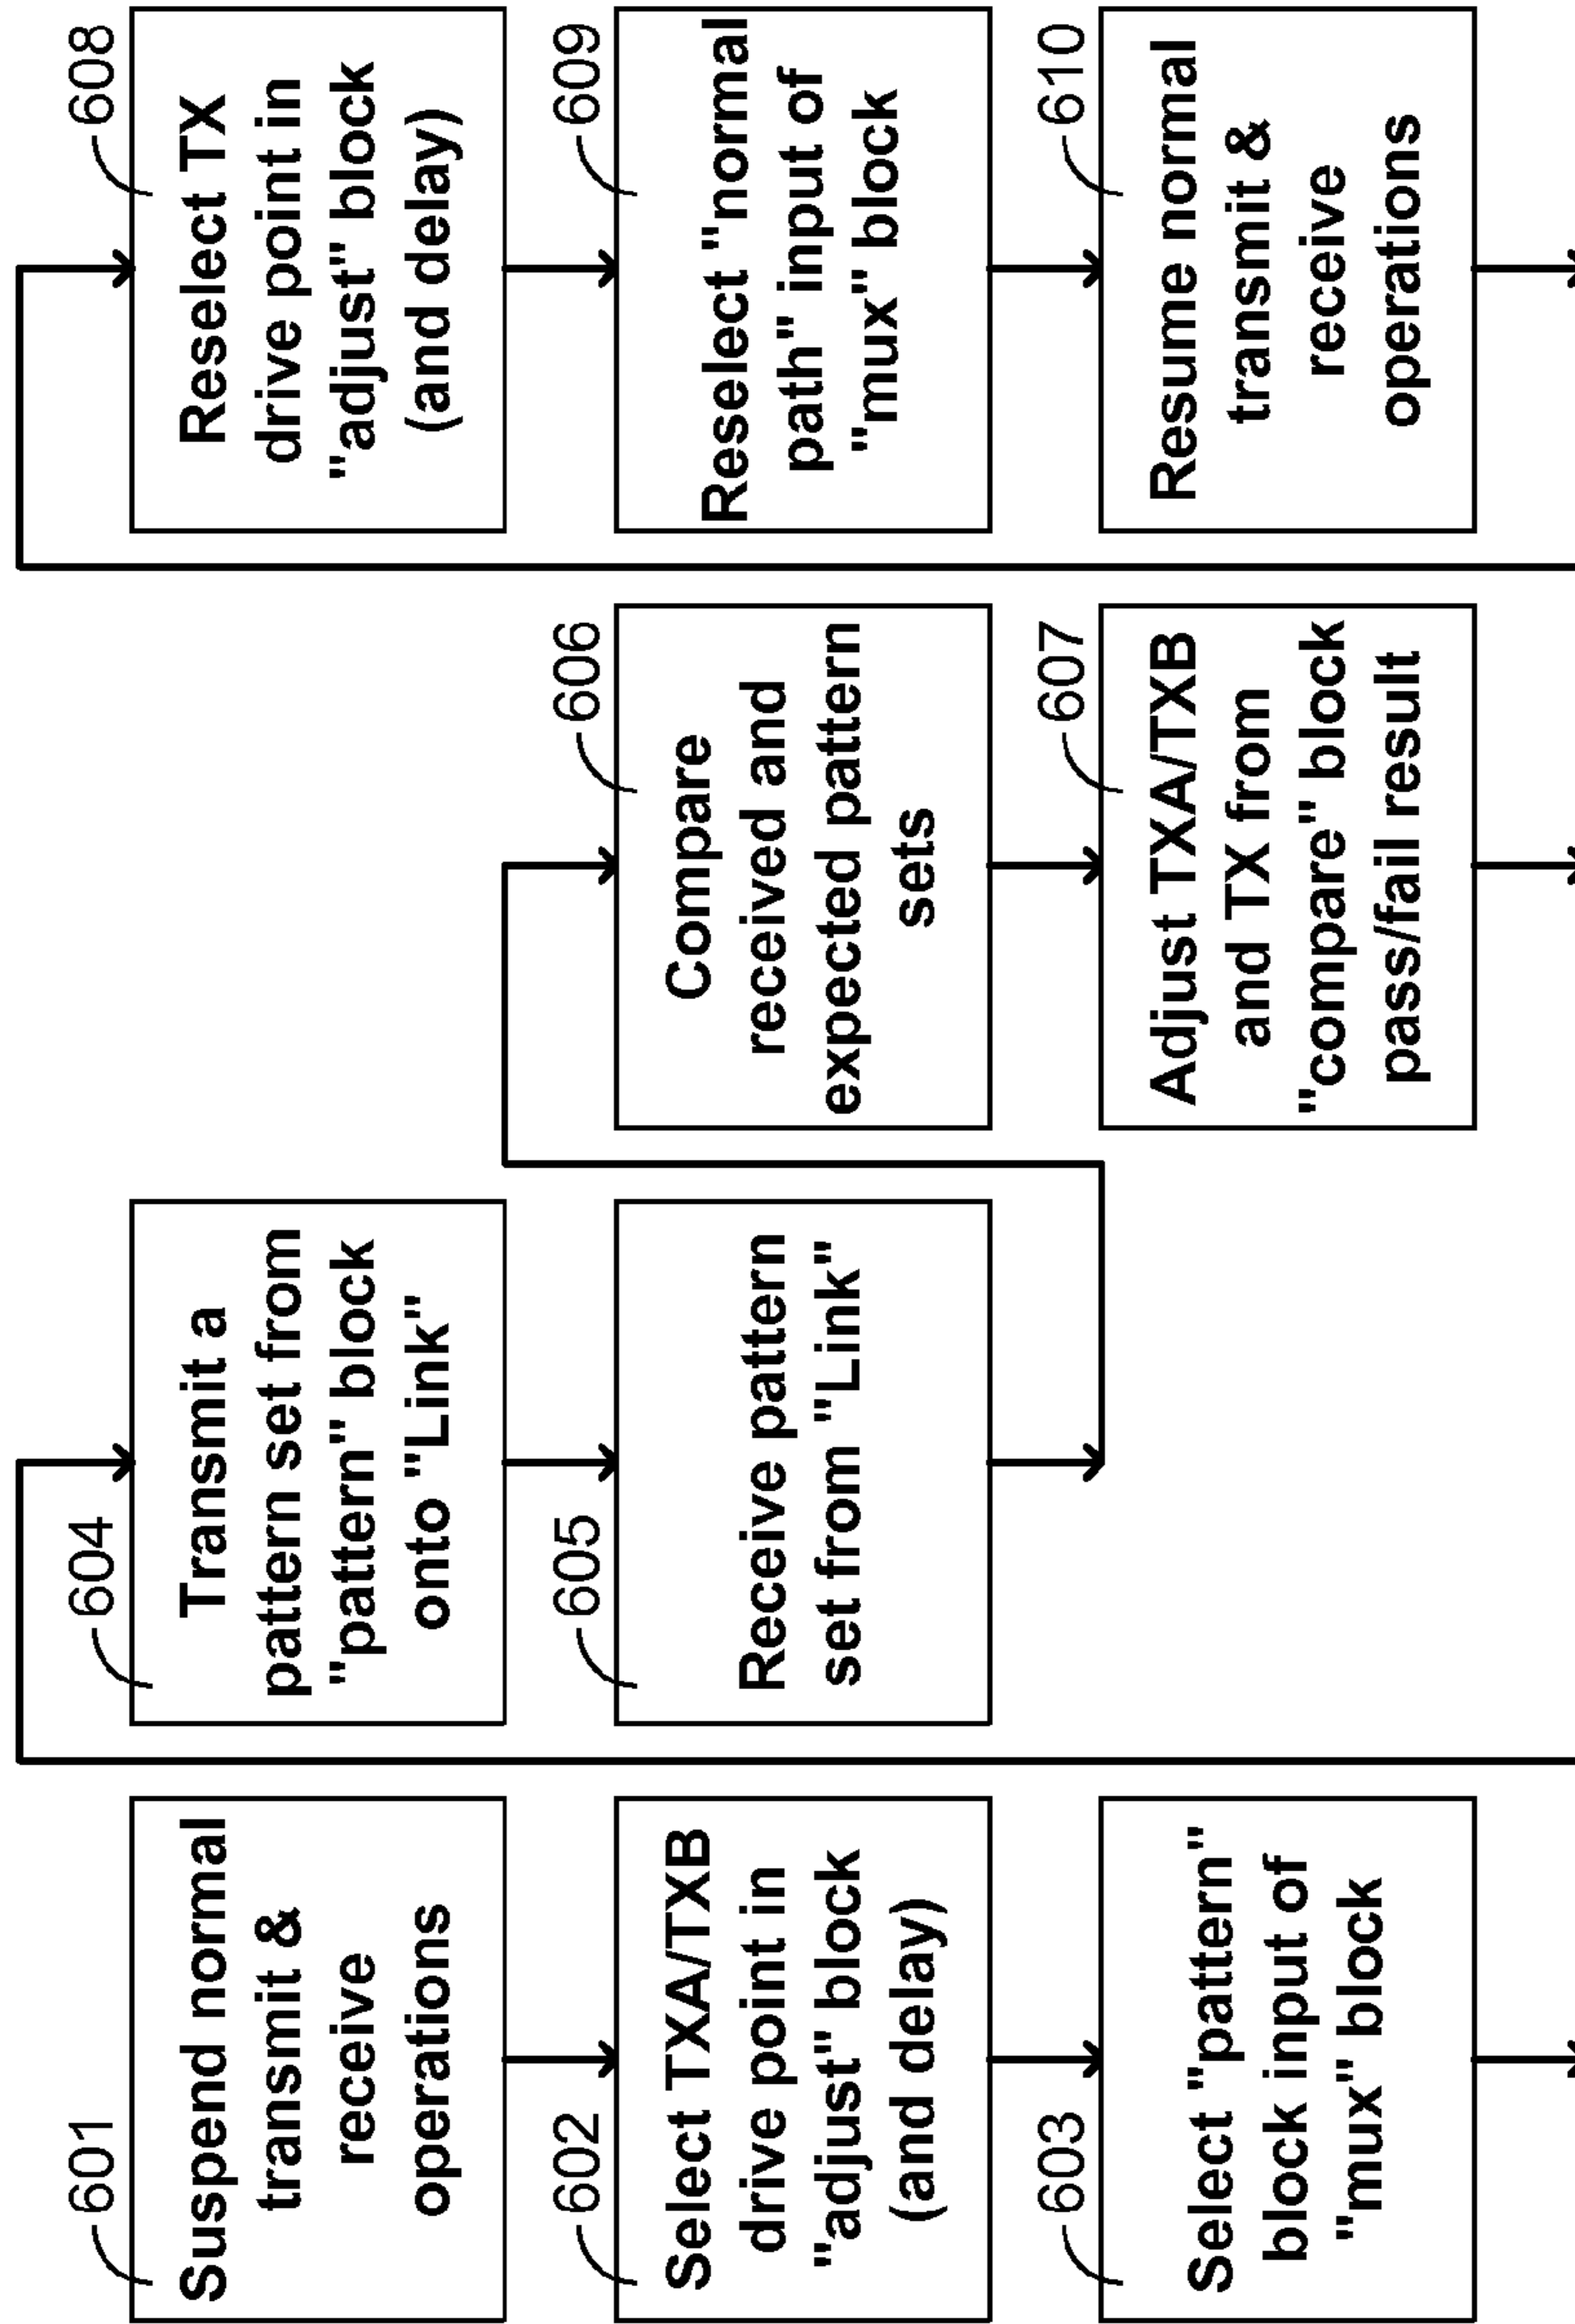 601
Suspend normal
transmit &
receive
operations
602
Select TXA/TXB
drive point in
"adjust" block
(and delay)
603
Select "pattern"
block input of
"mux" block
604
Transmit a
pattern set from
"pattern" block
onto "Link"
605
Receive pattern
set from "Link"
606
Compare
received and
expected pattern
sets
607
Adjust TXA/TXB
and TX from
"compare" block
pass/fail result
608
Reselect TX
drive point in
"adjust" block
(and delay)
609
Reselect "normal
path" input of
"mux" block
610
Resume normal
transmit &
receive
operations